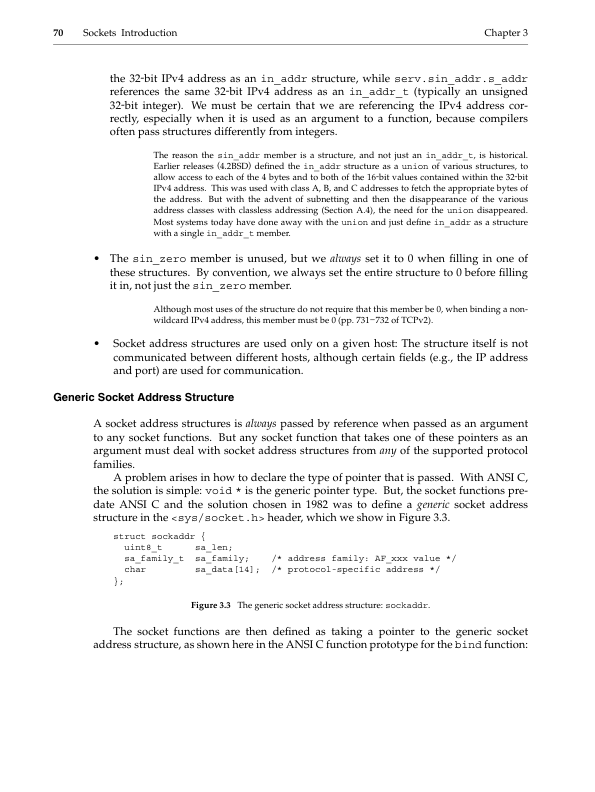 70 Sockets Introduction Chapter 3
the 32-bit IPv4 address as an in_addr structure, while serv.sin_addr.s_addr
references the same 32-bit IPv4 address as an in_addr_t (typically an unsigned
32-bit integer). We must be certain that we are referencing the IPv4 address cor-
rectly, especially when it is used as an argument to a function, because compilers
often pass structures differently from integers.
The reason the sin_addr member is a structure, and not just an in_addr_t, is historical.
Earlier releases (4.2BSD) defined the in_addr structure as a union of various structures, to
allow access to each of the 4 bytes and to both of the 16-bit values contained within the 32-bit
IPv4 address. This was used with class A, B, and C addresses to fetch the appropriate bytes of
the address. But with the advent of subnetting and then the disappearance of the various
address classes with classless addressing (Section A.4), the need for the union disappeared.
Most systems today have done away with the union and just define in_addr as a structure
with a single in_addr_t member.
• The sin_zero member is unused, but we always set it to 0 when filling in one of
these structures. By convention, we always set the entire structure to 0 before filling
it in, not just the sin_zero member.
Although most uses of the structure do not require that this member be 0, when binding a non-
wildcard IPv4 address, this member must be 0 (pp. 731−732 of TCPv2).
• Socket address structures are used only on a given host: The structure itself is not
communicated between different hosts, although certain fields (e.g., the IP address
and port) are used for communication.
Generic Socket Address Structure
A socket address structures is always passed by reference when passed as an argument
to any socket functions. But any socket function that takes one of these pointers as an
argument must deal with socket address structures from any of the supported protocol
families.
A problem arises in how to declare the type of pointer that is passed. With ANSI C,
the solution is simple: void * is the generic pointer type. But, the socket functions pre-
date ANSI C and the solution chosen in 1982 was to define a generic socket address
structure in the <sys/socket.h> header, which we show in Figure 3.3.
struct sockaddr {
uint8_t sa_len;
sa_family_t sa_family; /* address family: AF_xxx value */
char sa_data[14]; /* protocol-specific address */
};
Figure 3.3 The generic socket address structure: sockaddr.
The socket functions are then defined as taking a pointer to the generic socket
address structure, as shown here in the ANSI C function prototype for the bind function: